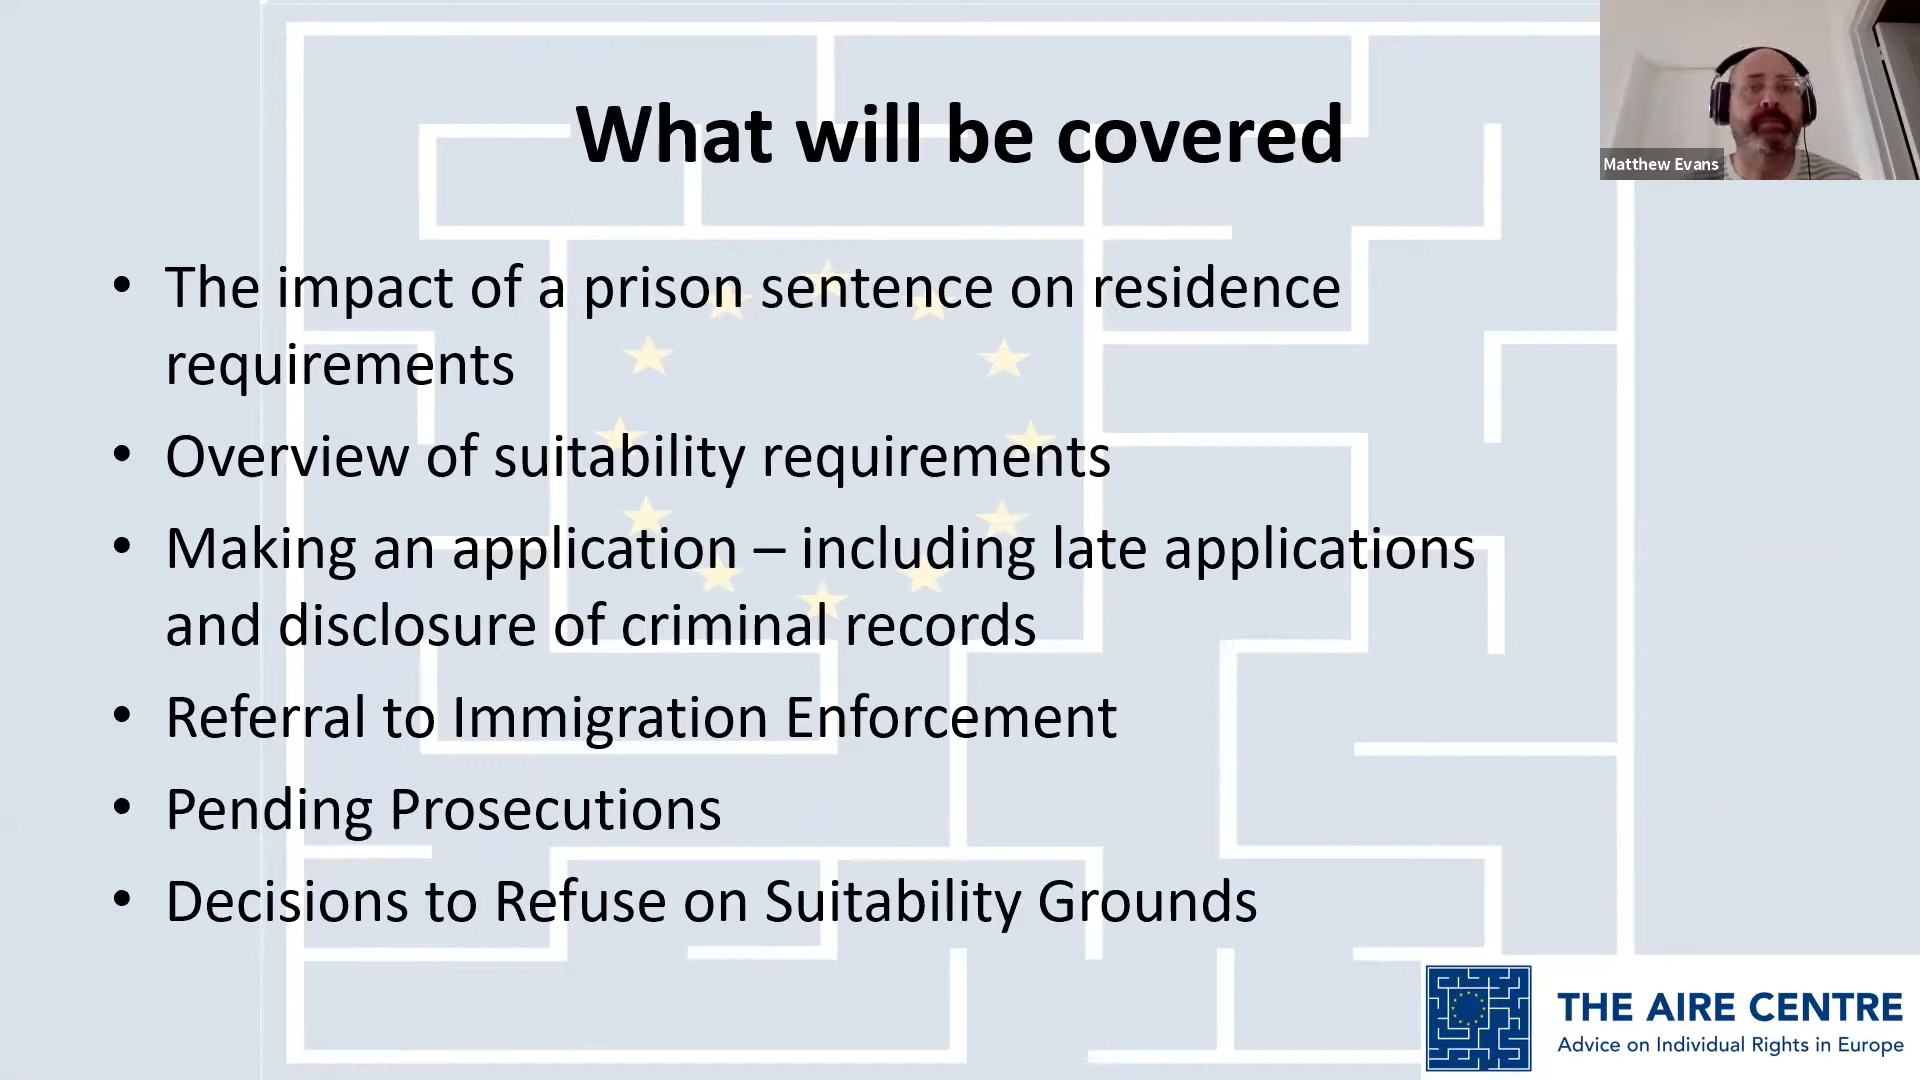 What will be covered
Matthew Evans
• The impact of a prison sentence on residence
requirements
• Overview of suitability requirements
• Making an application – including late applications
and disclosure of criminal records
• Referral to Immigration Enforcement
• Pending Prosecutions
• Decisions to Refuse on Suitability Grounds
THE AIRE CENTRE
Advice on Individual Rights in Europe